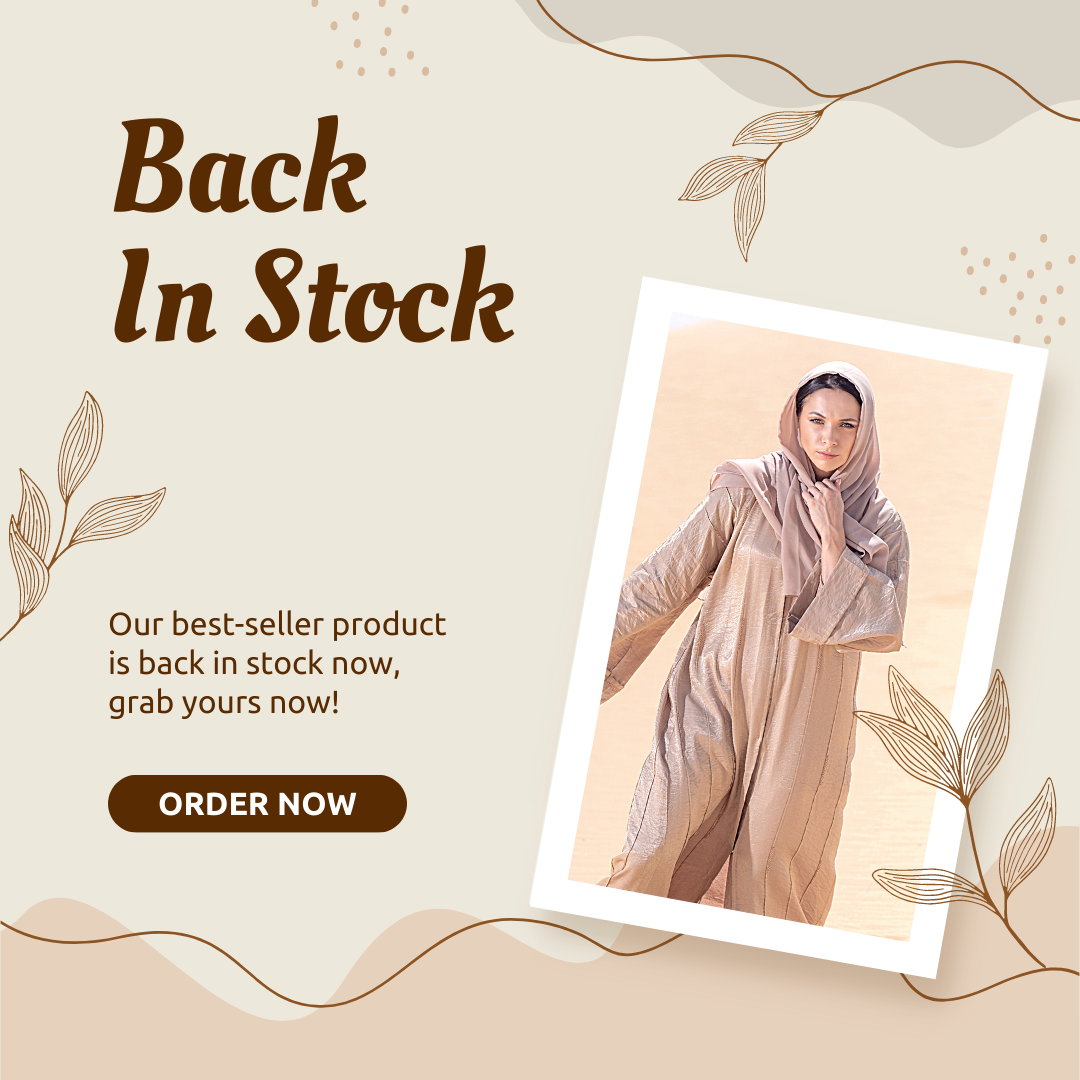 Back
In Stock
Our best-seller product
is back in stock now,
grab yours now!
ORDER NOW